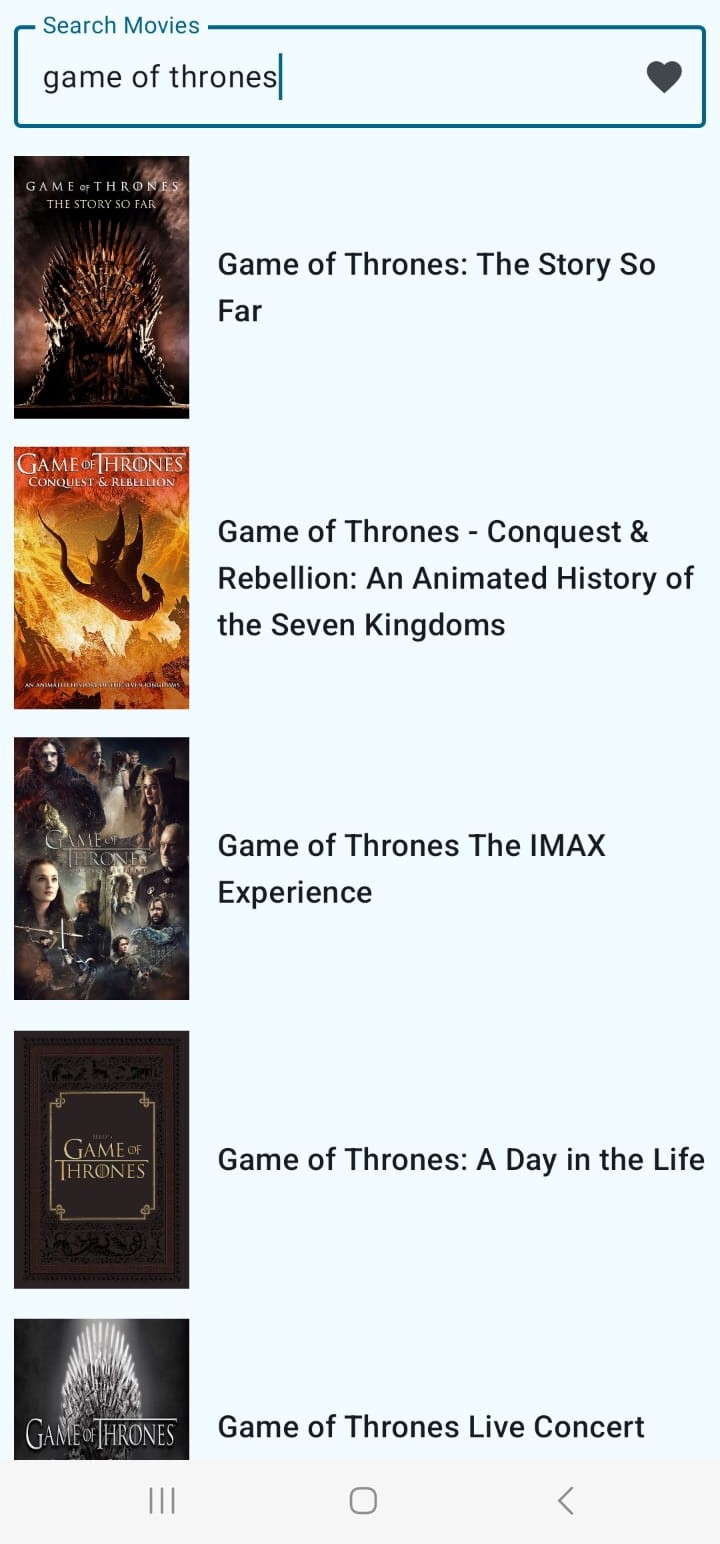 Search Movies
game of thrones
GAME OF THRONES
THE STORY SO FAR
Game of Thrones: The Story So
Far
GAME OF THRONES
CONQUEST & REBELLION
AN ANIMATED HISTORY OF THE SEVEN KINGDOMS
Game of Thrones - Conquest &
Rebellion: An Animated History of
the Seven Kingdoms
GAME OF
THRONES
Game of Thrones The IMAX
Experience
HBO'S
GAME OF
THRONES
Game of Thrones: A Day in the Life
GAME OF THRONES
Game of Thrones Live Concert